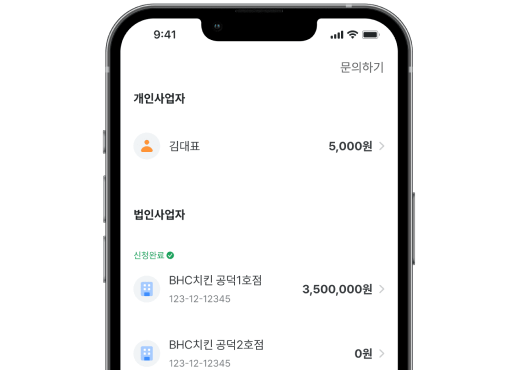 9:41
문의하기
개인사업자
김대표 5,000원
법인사업자
신청완료
BHC치킨 공덕1호점
123-12-12345
3,500,000원
BHC치킨 공덕2호점
123-12-12345
0원